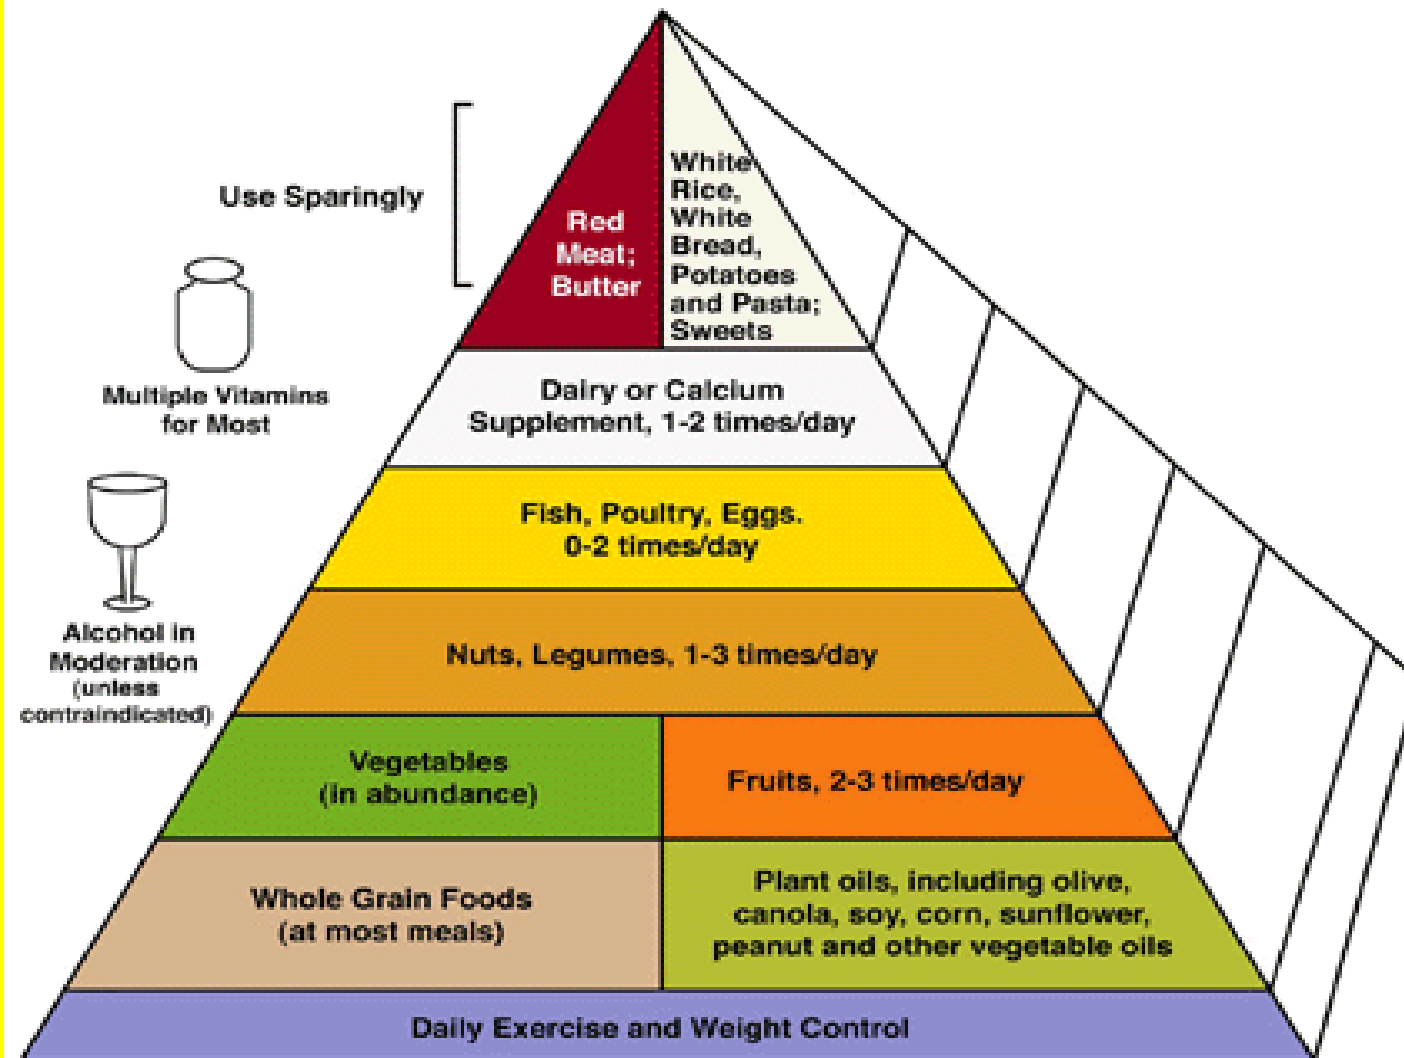 Use Sparingly
Red
Meat;
Butter
White
Rice,
White
Bread,
Potatoes
and Pasta;
Sweets
Multiple Vitamins
for Most
Dairy or Calcium
Supplement, 1-2 times/day
Fish, Poultry, Eggs.
0-2 times/day
Alcohol in
Moderation
(unless
contraindicated)
Nuts, Legumes, 1-3 times/day
Vegetables
(in abundance)
Fruits, 2-3 times/day
Whole Grain Foods
(at most meals)
Plant oils, including olive,
canola, soy, corn, sunflower,
peanut and other vegetable oils
Daily Exercise and Weight Control